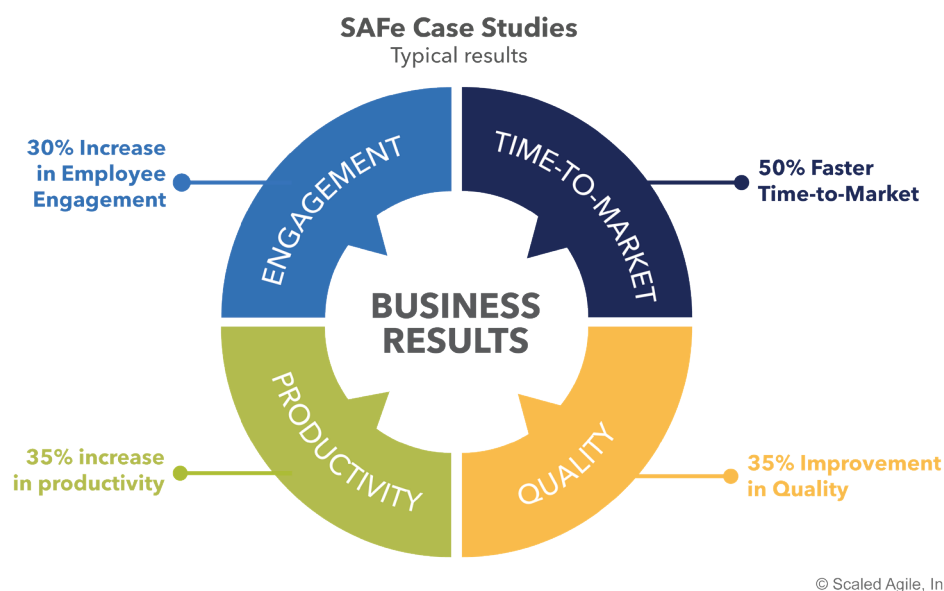 SAFe Case Studies
Typical results
30% Increase
in Employee
Engagement
ENGAGEMENT
TIME-TO-MARKET
50% Faster
Time-to-Market
BUSINESS
RESULTS
35% increase
in productivity
PRODUCTIVITY
QUALITY
35% Improvement
in Quality
© Scaled Agile, In